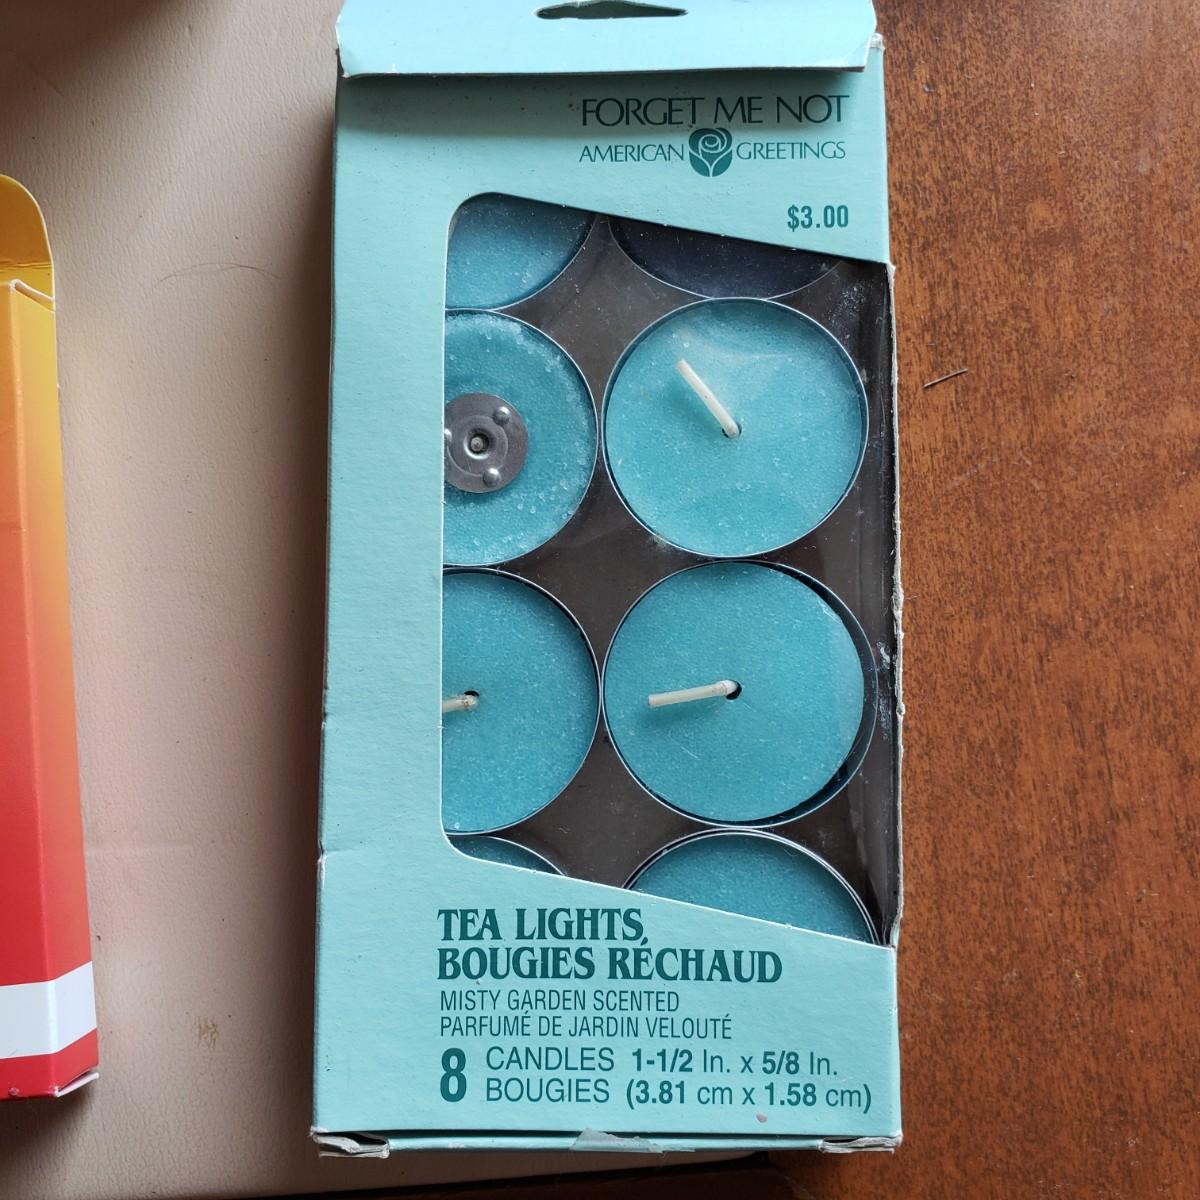 FORGET ME NOT
AMERICAN GREETINGS
$3.00
TEA LIGHTS,
BOUGIES RÉCHAUD
MISTY GARDEN SCENTED
PARFUMÉ DE JARDIN VELOUTÉ
8 CANDLES 1-1/2 In. x 5/8 In.
BOUGIES (3.81 cm x 1.58 cm)